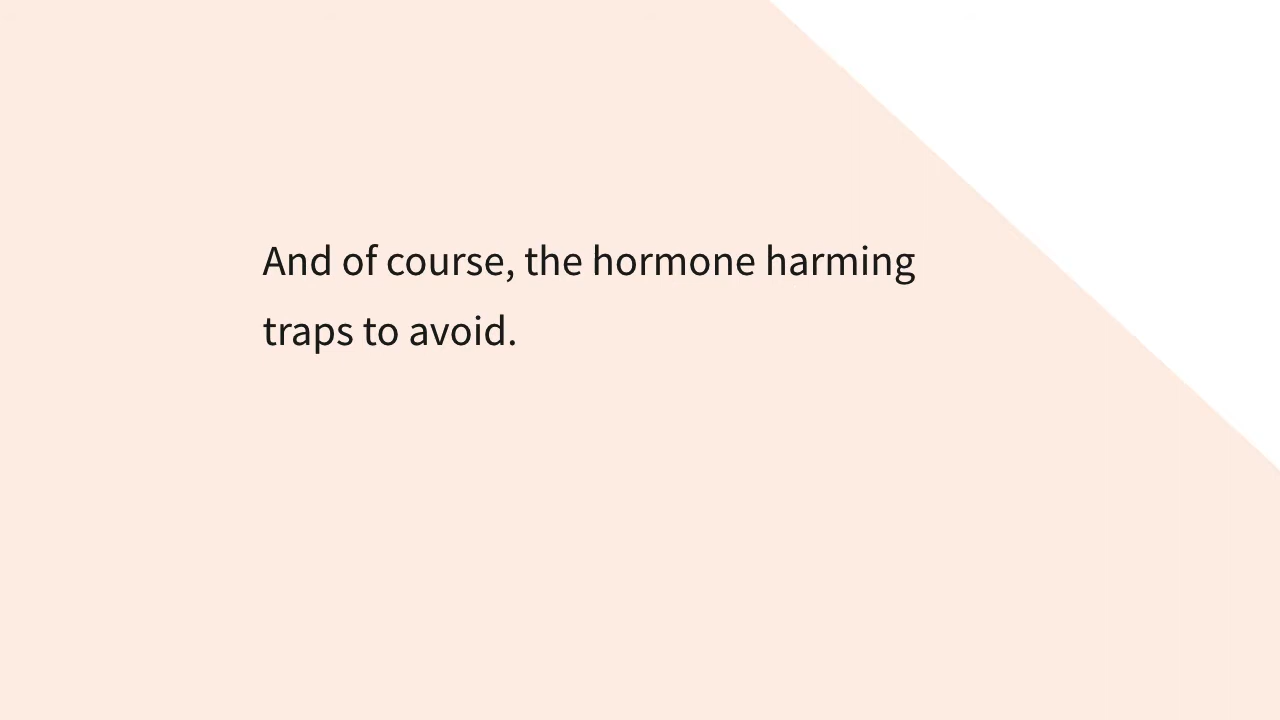 And of course, the hormone harming
traps to avoid.